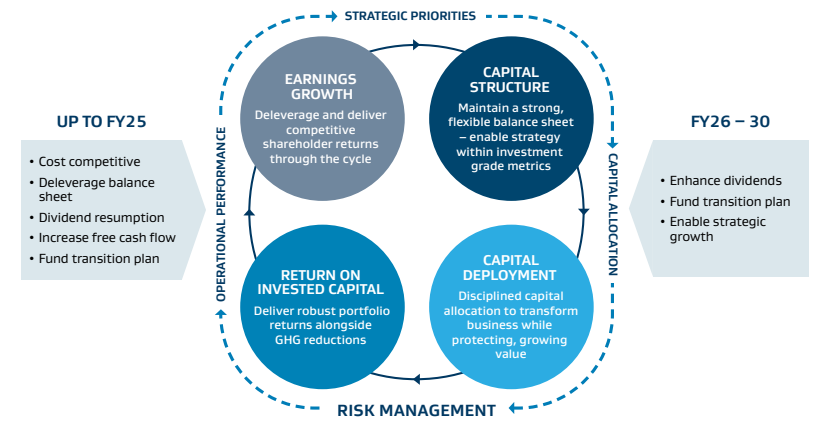 STRATEGIC PRIORITIES
UP TO FY25
• Cost competitive
• Deleverage balance
sheet
• Dividend resumption
• Increase free cash flow
• Fund transition plan
OPERATIONAL PERFORMANCE
EARNINGS
GROWTH
Deleverage and deliver
competitive
shareholder returns
through the cycle
CAPITAL
STRUCTURE
Maintain a strong,
flexible balance sheet
– enable strategy
within investment
grade metrics
RETURN ON
INVESTED CAPITAL
Deliver robust portfolio
returns alongside
GHG reductions
CAPITAL
DEPLOYMENT
Disciplined capital
allocation to transform
business while
protecting, growing
value
CAPITAL ALLOCATION
FY26 – 30
• Enhance dividends
• Fund transition plan
• Enable strategic
growth
RISK MANAGEMENT